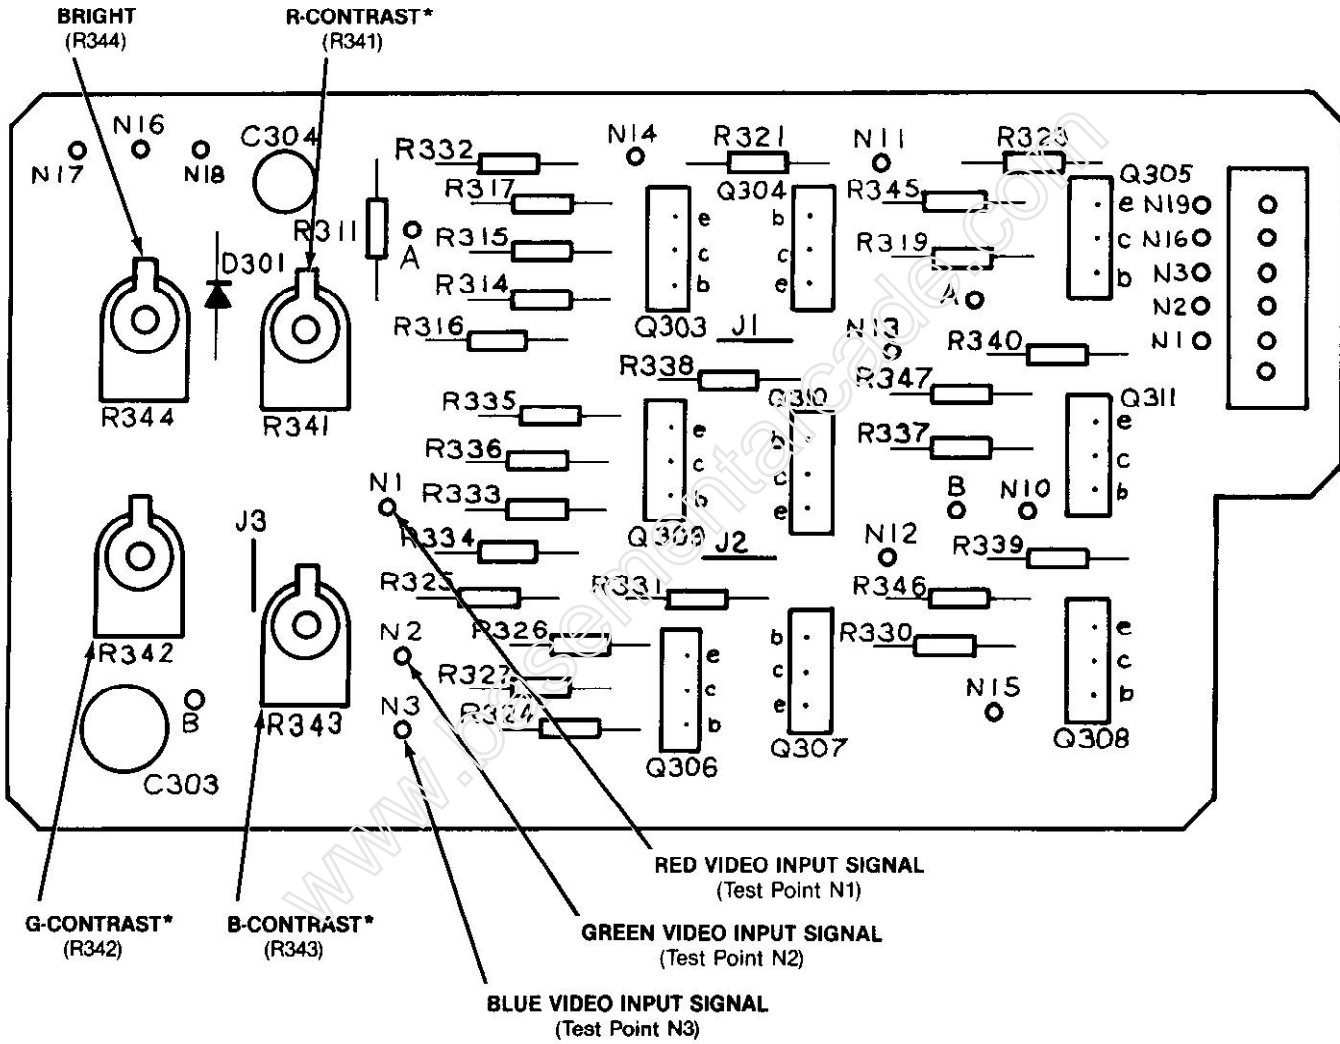 BRIGHT
(R344)
R-CONTRAST*
(R341)
N17
N16
N18
C304
R332
N14
R321
N11
R323
R317
Q304
R345
Q305
R311
A
R315
e
c
b
b
c
e
R319
e
c
b
N19
N16
N3
N2
N1
D301
R314
A
R316
Q303
J1
N13
R340
R338
R347
R344
R341
R335
Q310
Q311
R336
e
c
b
b
c
e
R337
e
c
b
N1
R333
B
N10
J3
R334
Q309
J2
N12
R339
R325
R331
R346
R342
N2
R326
e
c
b
b
c
e
R330
e
c
b
R327
N15
B
R343
N3
R324
C303
Q306
Q307
Q308
RED VIDEO INPUT SIGNAL
(Test Point N1)
G-CONTRAST*
(R342)
B-CONTRAST*
(R343)
GREEN VIDEO INPUT SIGNAL
(Test Point N2)
BLUE VIDEO INPUT SIGNAL
(Test Point N3)
www.basementarcade.com